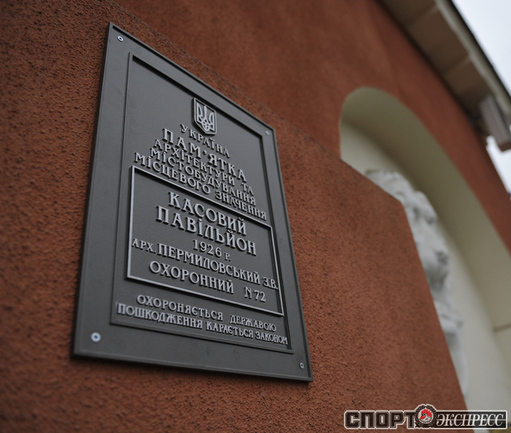 УКРАЇНА
ПАМ'ЯТКА
АРХІТЕКТУРИ ТА
МІСТОБУДУВАННЯ
МІСЦЕВОГО ЗНАЧЕННЯ
КАСОВИЙ
ПАВІЛЬЙОН
1926 р.
АРХ. ПЕРМИЛОВСЬКИЙ З.В.
ОХОРОННИЙ N 72
ОХОРОНЯЄТЬСЯ ДЕРЖАВОЮ
ПОШКОДЖЕННЯ КАРАЄТЬСЯ ЗАКОНОМ
СПОРТ ЭКСПРЕСС